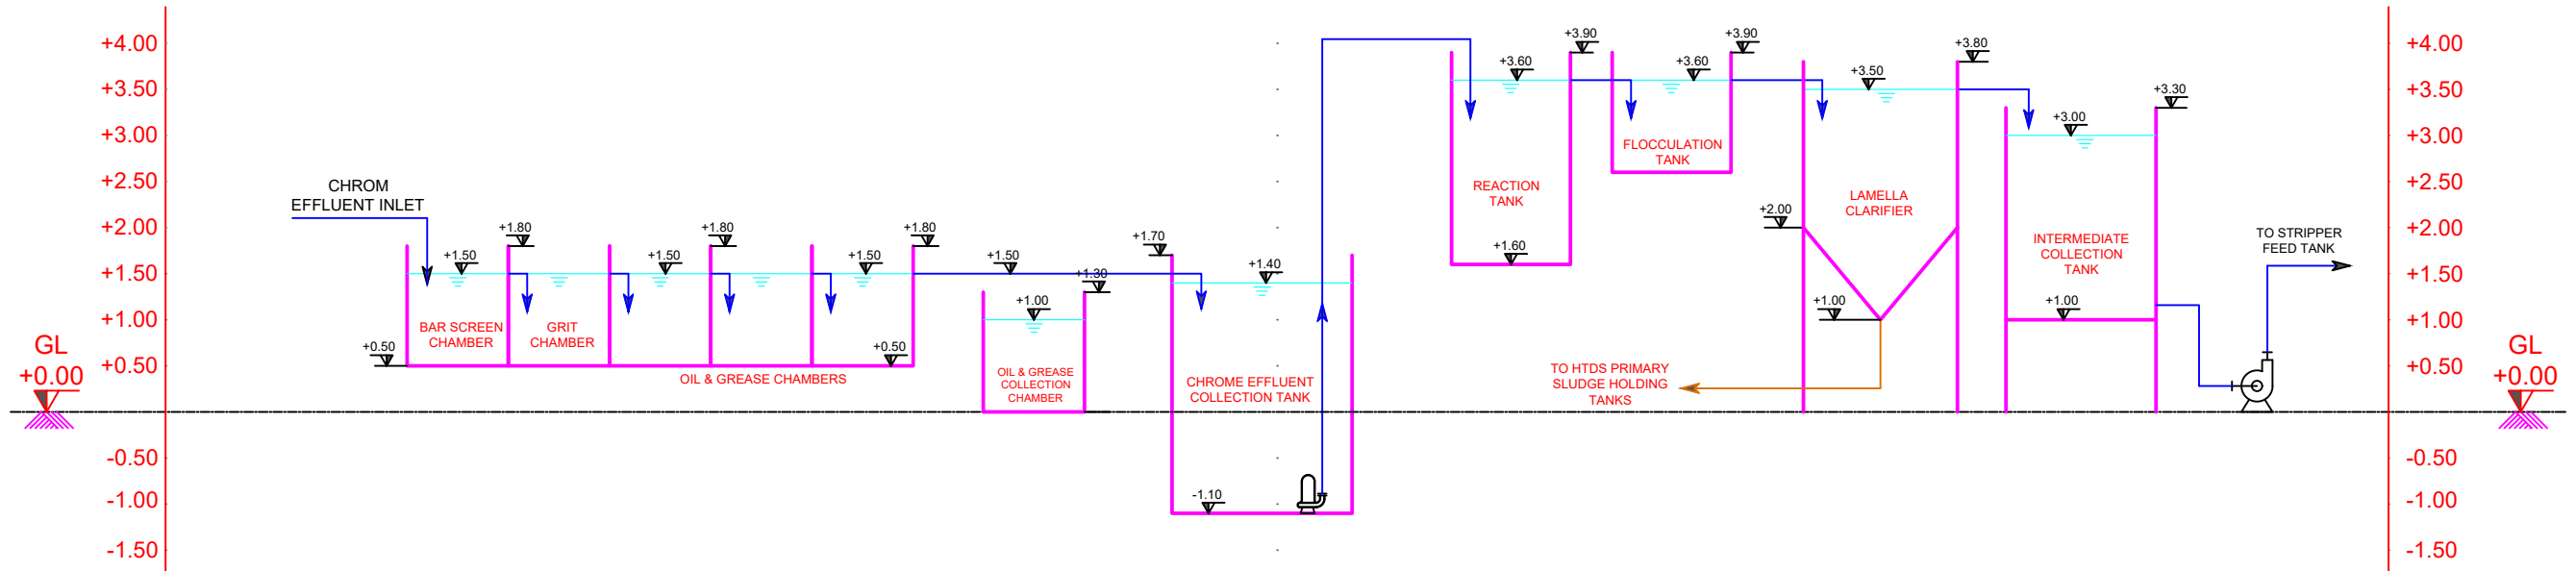 +4.00
+3.50
+3.00
+2.50
+2.00
+1.50
+1.00
+0.50
-0.50
-1.00
-1.50
GL
+0.00
CHROM
EFFLUENT INLET
+0.50
+1.50
+1.80
+1.50
+1.80
+1.50
+1.80
+0.50
BAR SCREEN
CHAMBER
GRIT
CHAMBER
OIL & GREASE CHAMBERS
+1.50
+1.30
+1.00
OIL & GREASE
COLLECTION
CHAMBER
+1.70
+1.40
CHROME EFFLUENT
COLLECTION TANK
-1.10
+3.60
+3.90
REACTION
TANK
+1.60
+3.60
+3.90
FLOCCULATION
TANK
+3.50
+3.80
LAMELLA
CLARIFIER
+2.00
+1.00
TO HTDS PRIMARY
SLUDGE HOLDING
TANKS
+3.30
+3.00
INTERMEDIATE
COLLECTION
TANK
+1.00
TO STRIPPER
FEED TANK
+4.00
+3.50
+3.00
+2.50
+2.00
+1.50
+1.00
+0.50
-0.50
-1.00
-1.50
GL
+0.00